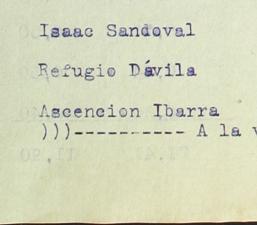 Isaac Sandoval
Refugio Dávila
Ascencion Ibarra
)))---------- A la